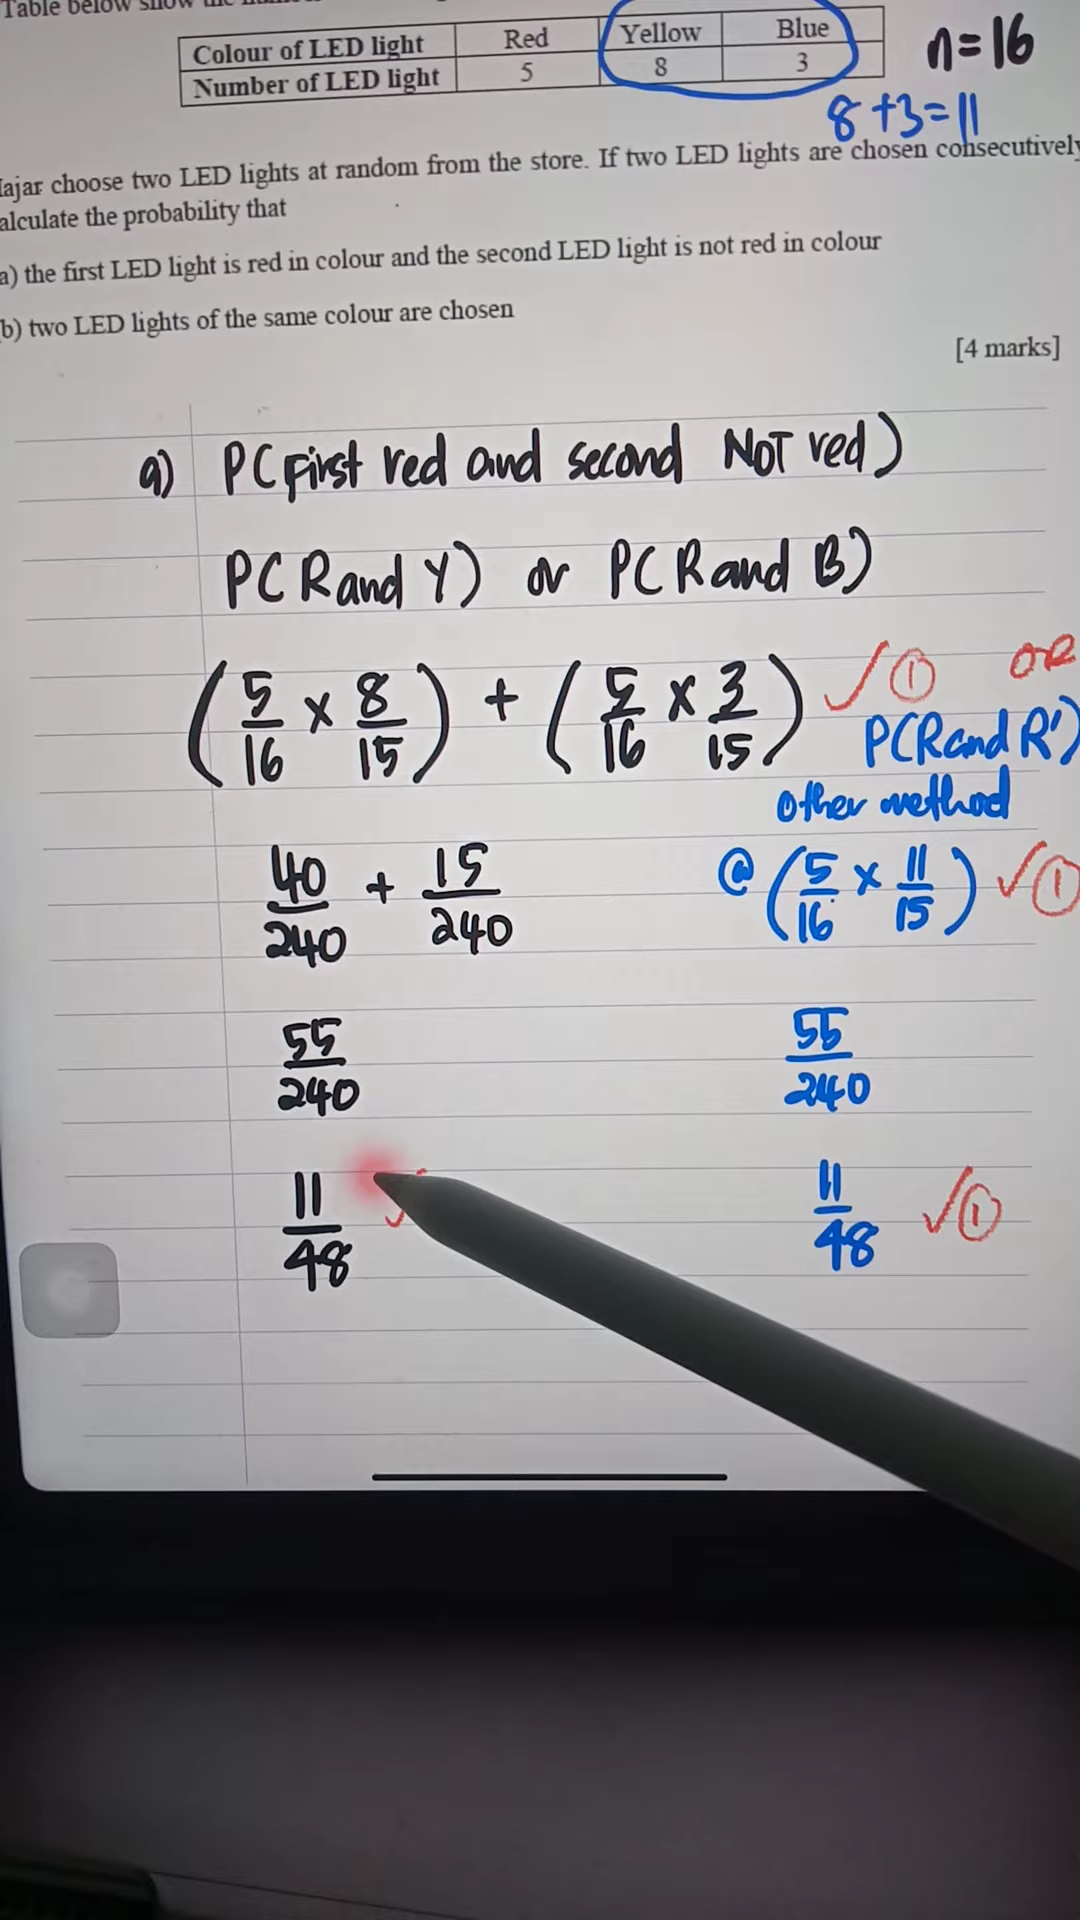 Table below show the
Colour of LED light Red Yellow Blue
Number of LED light 5 8 3
n=16
8+3=11
ajar choose two LED lights at random from the store. If two LED lights are chosen consecutively
alculate the probability that
a) the first LED light is red in colour and the second LED light is not red in colour
b) two LED lights of the same colour are chosen
[4 marks]
a) P(First red and second NOT red)
P(R and Y) or P(R and B)
(5/16 × 8/15) + (5/16 × 3/15) ✓① OR
P(R and R')
other method
40/240 + 15/240 @ (5/16 × 11/15) ✓①
55/240 55/240
11/48 11/48 ✓①